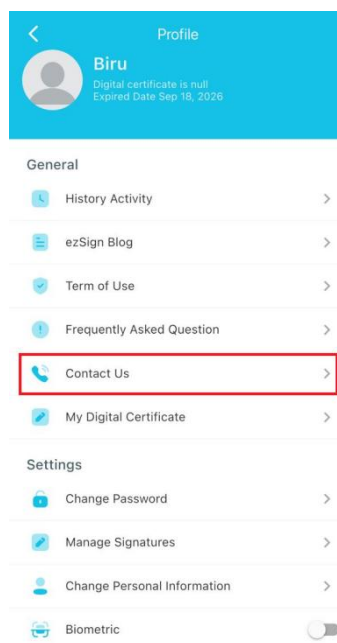 Profile
Biru
Digital certificate is null
Expired Date Sep 18, 2026
General
History Activity
ezSign Blog
Term of Use
Frequently Asked Question
Contact Us
My Digital Certificate
Settings
Change Password
Manage Signatures
Change Personal Information
Biometric